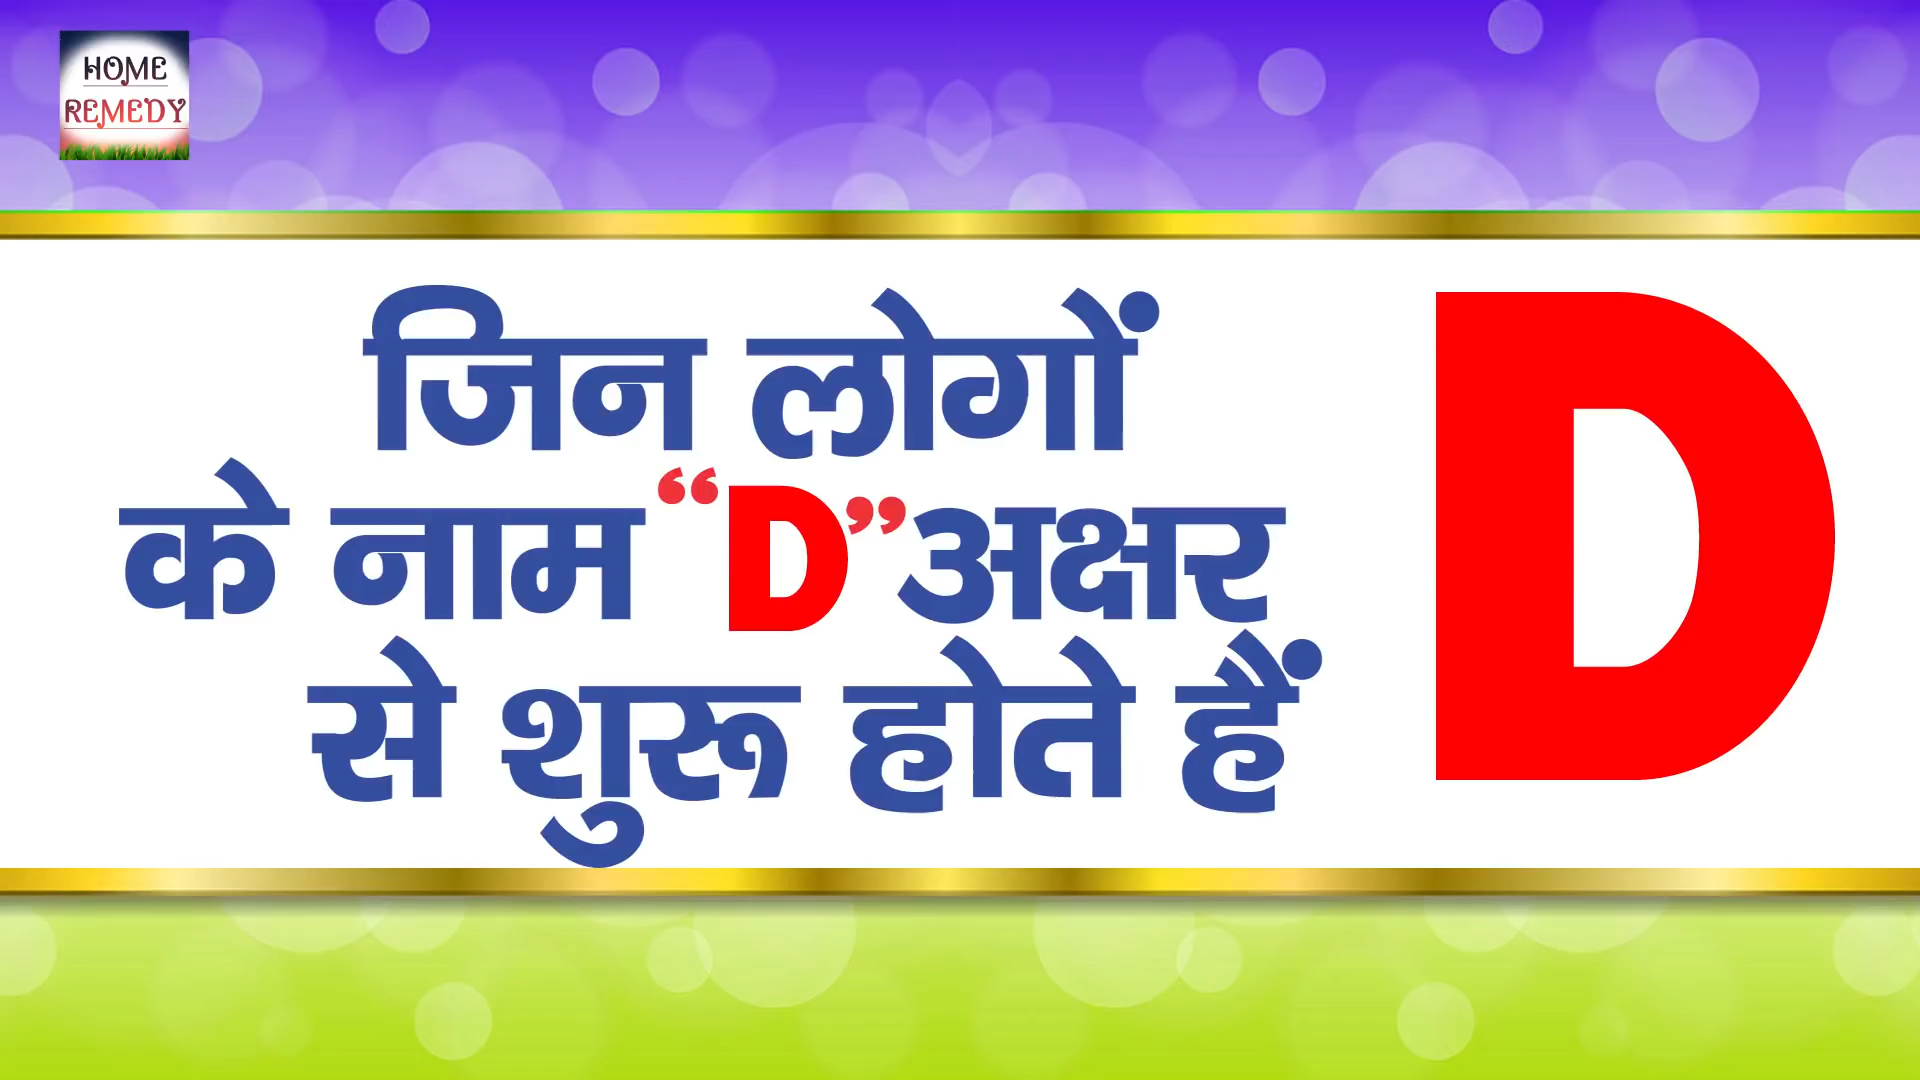 HOME
REMEDY
जिन लोगों
के नाम “D” अक्षर
से शुरू होते हैं
D